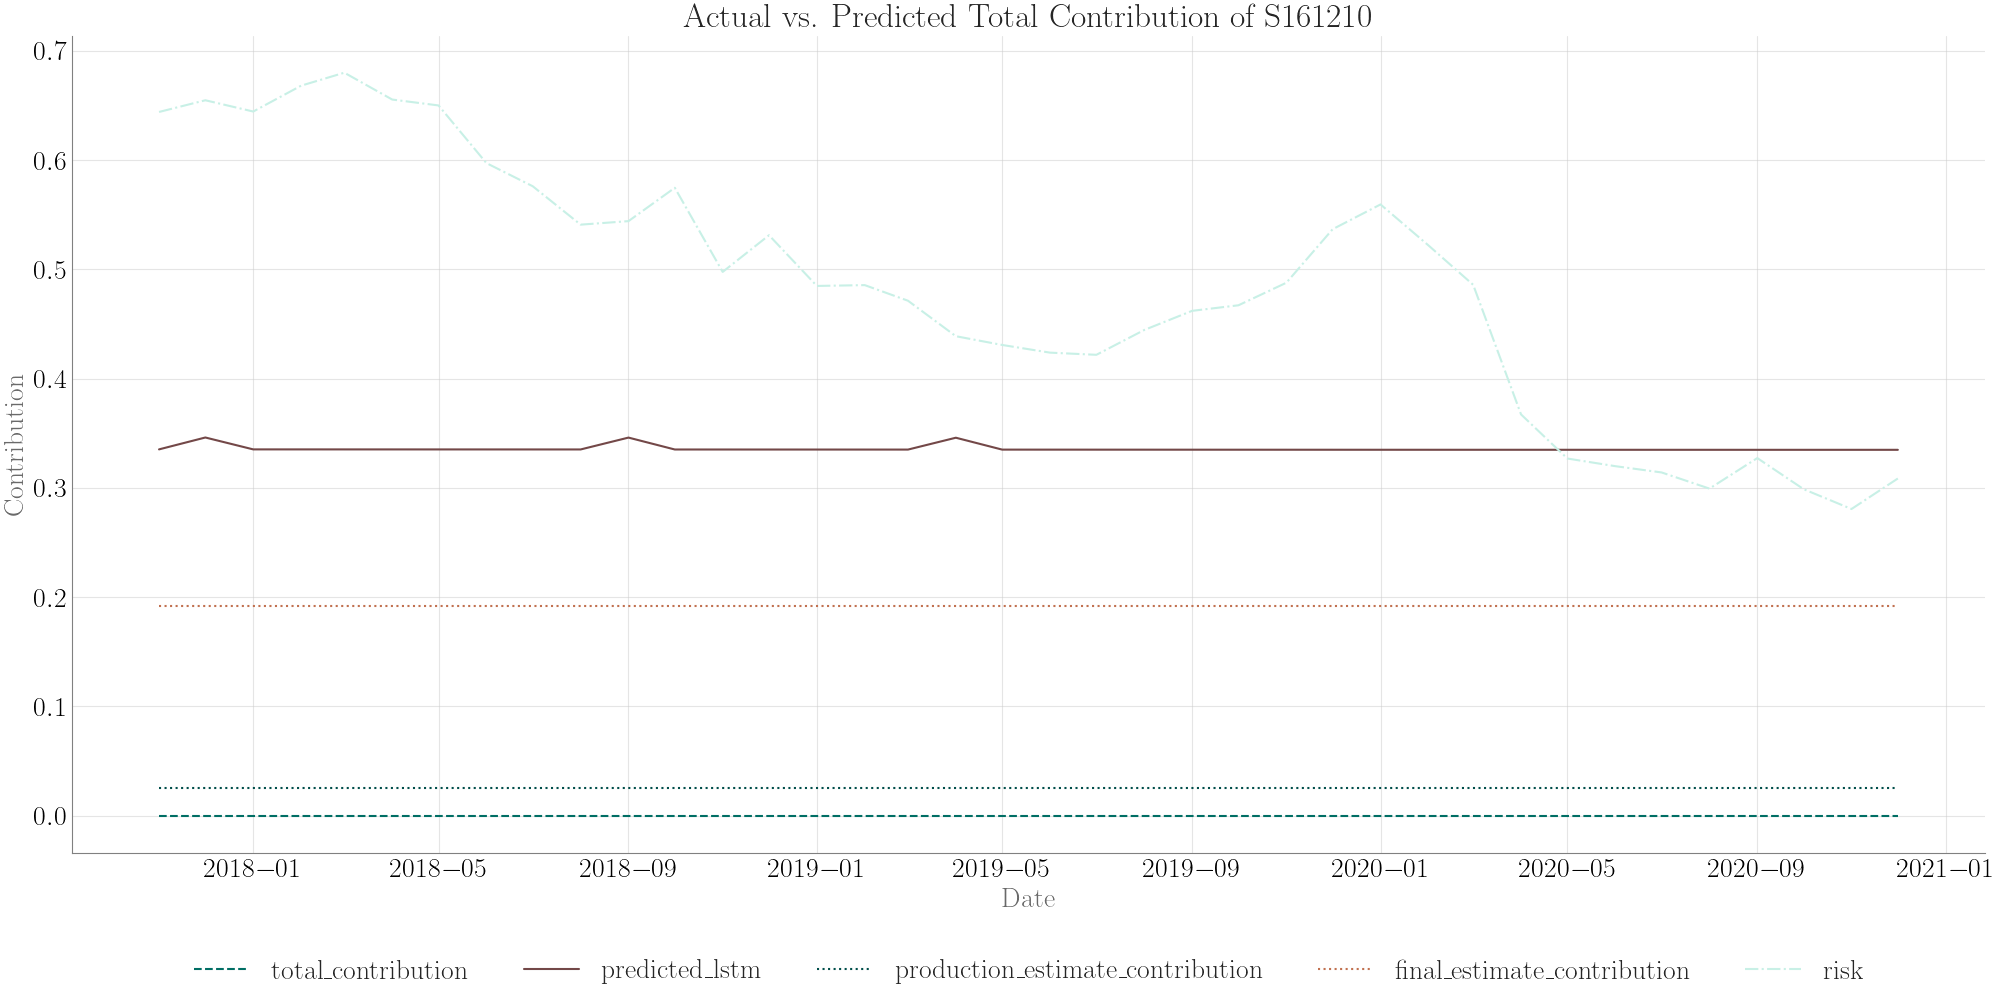 Actual vs. Predicted Total Contribution of S161210
0.7
0.6
0.5
0.4
0.3
0.2
0.1
0.0
Contribution
2018−01 2018−05 2018−09 2019−01 2019−05 2019−09 2020−01 2020−05 2020−09 2021−01
Date
total_contribution predicted_lstm production_estimate_contribution final_estimate_contribution risk